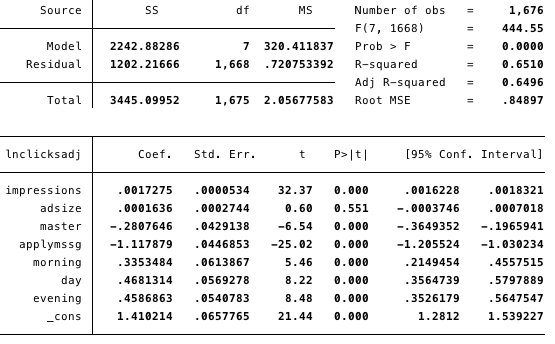 Source SS df MS Number of obs = 1,676
F(7, 1668) = 444.55
Model 2242.88286 7 320.411837 Prob > F = 0.0000
Residual 1202.21666 1,668 .720753392 R-squared = 0.6510
Adj R-squared = 0.6496
Total 3445.09952 1,675 2.05677583 Root MSE = .84897
lnclicksadj Coef. Std. Err. t P>|t| [95% Conf. Interval]
impressions .0017275 .0000534 32.37 0.000 .0016228 .0018321
adsize .0001636 .0002744 0.60 0.551 -.0003746 .0007018
master -.2807646 .0429138 -6.54 0.000 -.3649352 -.1965941
applymssg -1.117879 .0446853 -25.02 0.000 -1.205524 -1.030234
morning .3353484 .0613867 5.46 0.000 .2149454 .4557515
day .4681314 .0569278 8.22 0.000 .3564739 .5797889
evening .4586863 .0540783 8.48 0.000 .3526179 .5647547
_cons 1.410214 .0657765 21.44 0.000 1.2812 1.539227